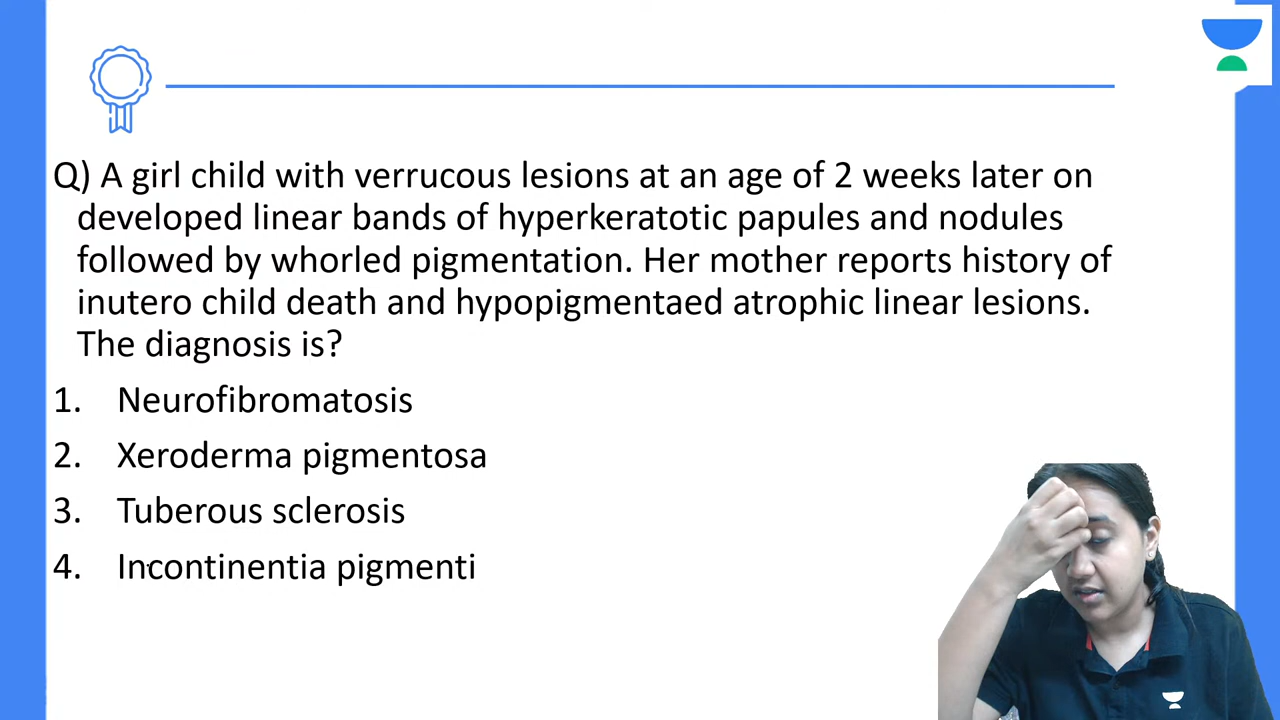 Q) A girl child with verrucous lesions at an age of 2 weeks later on
developed linear bands of hyperkeratotic papules and nodules
followed by whorled pigmentation. Her mother reports history of
inutero child death and hypopigmentaed atrophic linear lesions.
The diagnosis is?
1. Neurofibromatosis
2. Xeroderma pigmentosa
3. Tuberous sclerosis
4. Incontinentia pigmenti